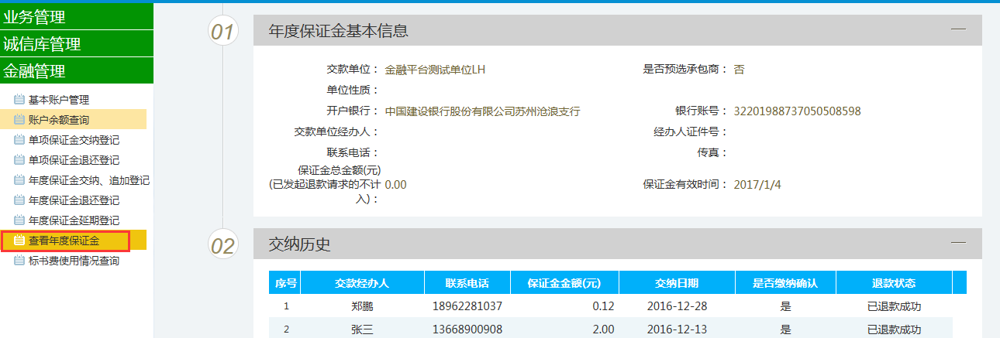 业务管理
诚信库管理
金融管理
基本账户管理
账户余额查询
单项保证金交纳登记
单项保证金退还登记
年度保证金交纳、追加登记
年度保证金退还登记
年度保证金延期登记
查看年度保证金
标书费使用情况查询
01
年度保证金基本信息
交款单位： 金融平台测试单位LH 是否预选承包商： 否
单位性质：
开户银行： 中国建设银行股份有限公司苏州沧浪支行 银行账号： 32201988737050508598
交款单位经办人： 经办人证件号：
联系电话： 传真：
保证金总金额(元)
(已发起退款请求的不计 0.00 保证金有效时间： 2017/1/4
入)：
02
交纳历史
序号 交款经办人 联系电话 保证金金额(元) 交纳日期 是否缴纳确认 退款状态
1 郑鹏 18962281037 0.12 2016-12-28 是 已退款成功
2 张三 13668900908 2.00 2016-12-13 是 已退款成功